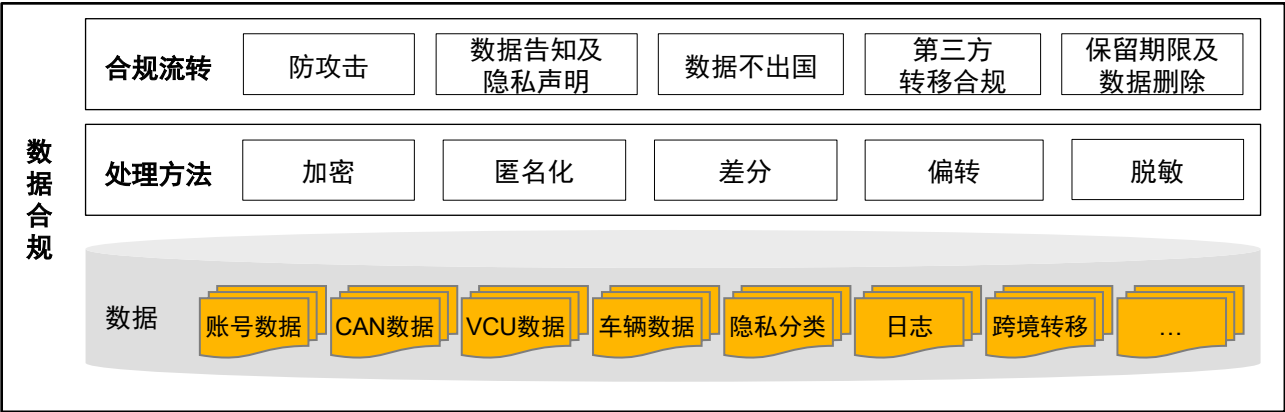 数据合规
合规流转
防攻击
数据告知及
隐私声明
数据不出国
第三方
转移合规
保留期限及
数据删除
处理方法
加密
匿名化
差分
偏转
脱敏
数据
账号数据
CAN数据
VCU数据
车辆数据
隐私分类
日志
跨境转移
…